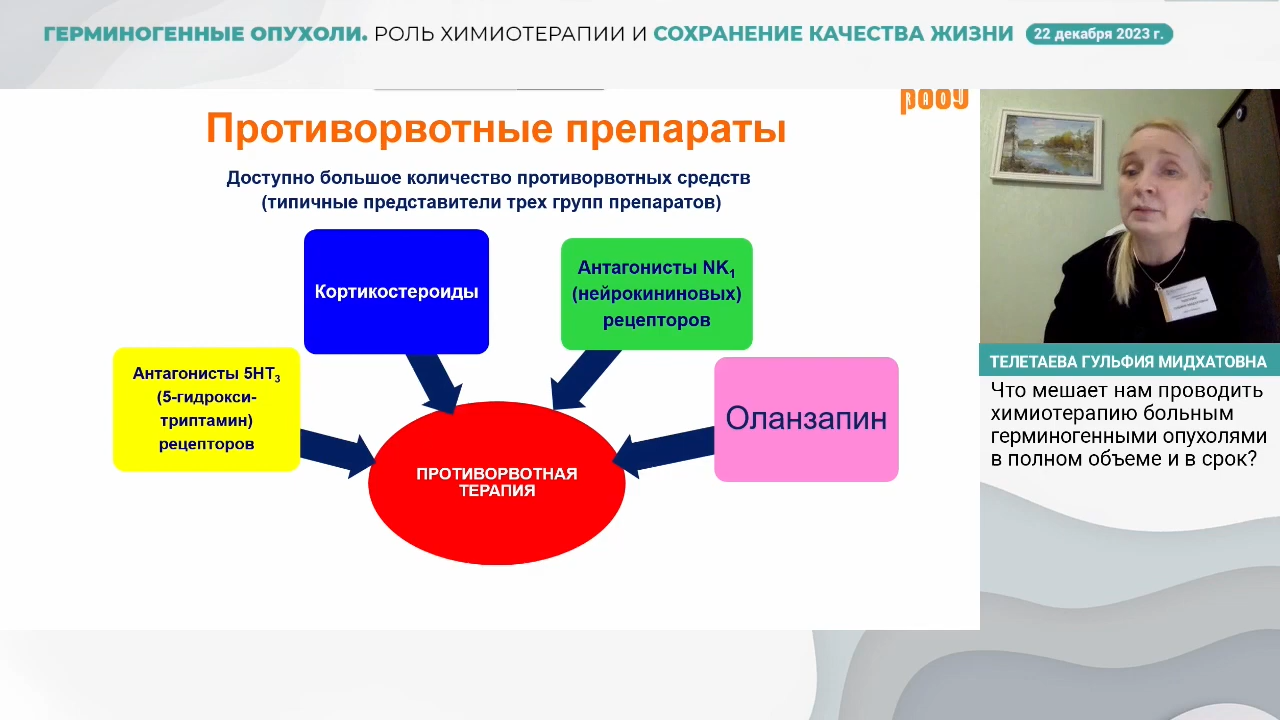 ГЕРМИНОГЕННЫЕ ОПУХОЛИ. РОЛЬ ХИМИОТЕРАПИИ И СОХРАНЕНИЕ КАЧЕСТВА ЖИЗНИ
22 декабря 2023 г.
Противорвотные препараты
Доступно большое количество противорвотных средств
(типичные представители трех групп препаратов)
Кортикостероиды
Антагонисты NK1
(нейрокининовых)
рецепторов
Антагонисты 5HT3
(5-гидрокси-
триптамин)
рецепторов
Оланзапин
ПРОТИВОРВОТНАЯ
ТЕРАПИЯ
ТЕЛЕТАЕВА ГУЛЬФИЯ МИДХАТОВНА
Что мешает нам проводить
химиотерапию больным
герминогенными опухолями
в полном объеме и в срок?